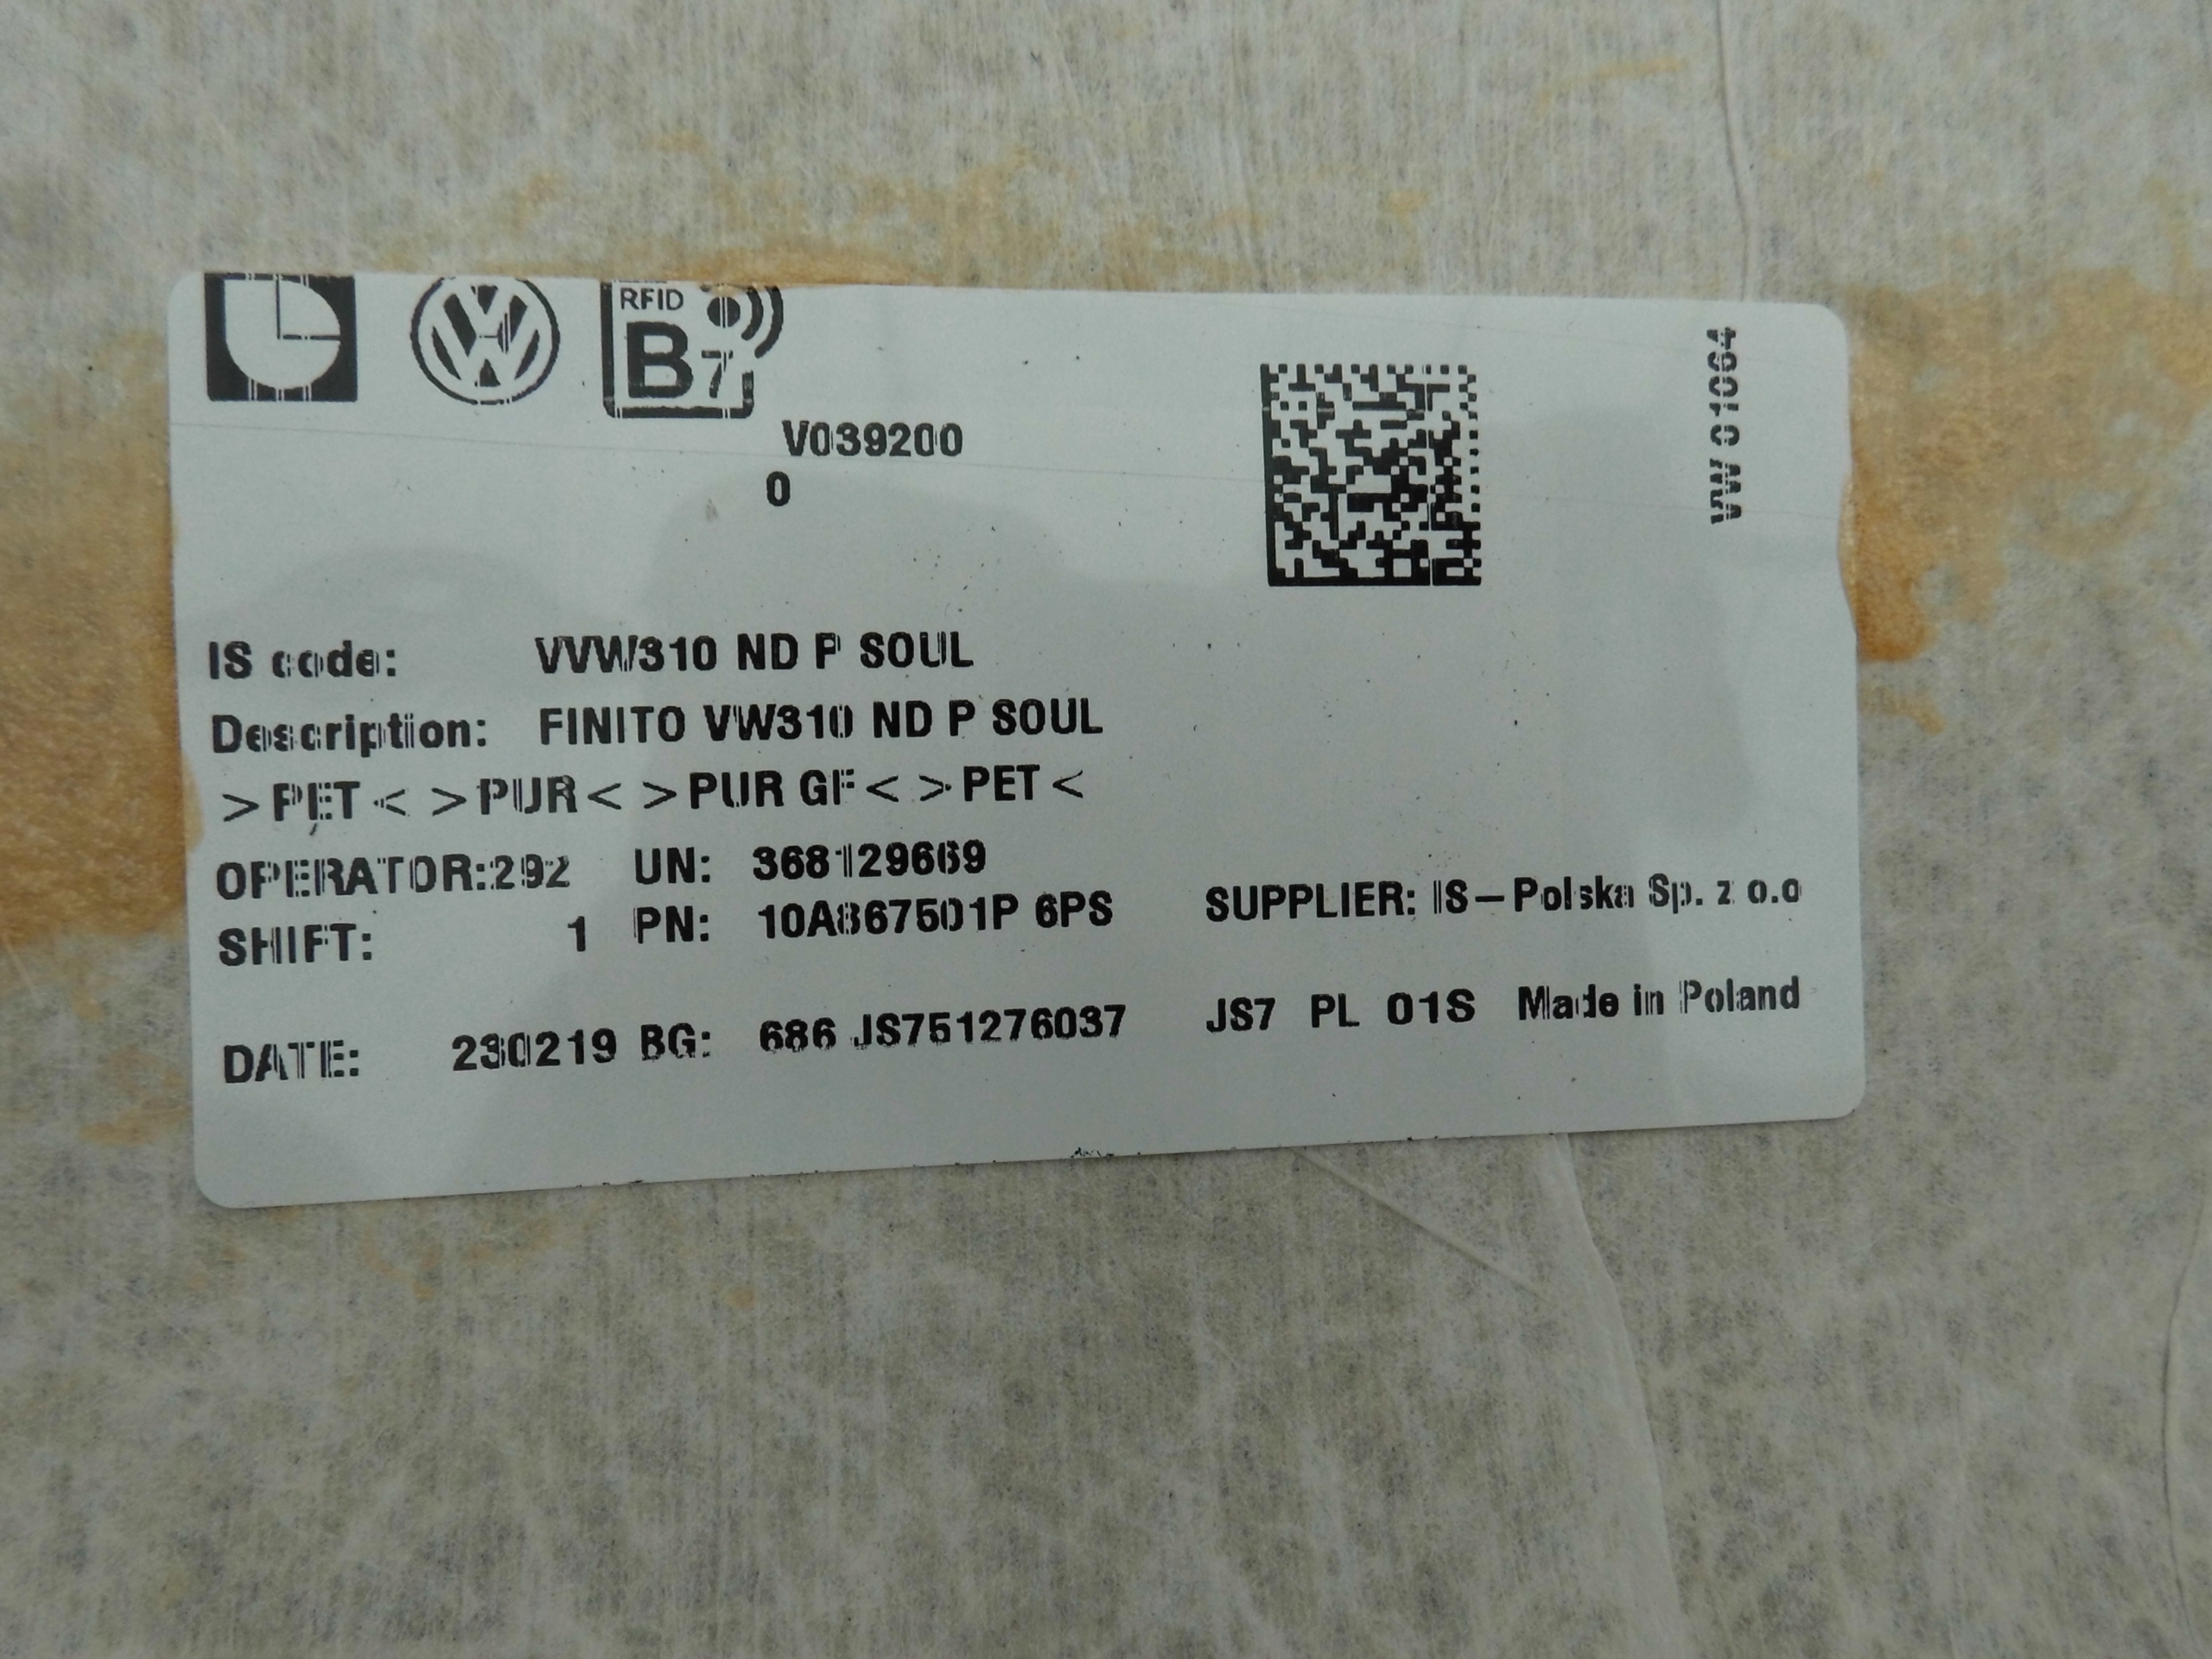 RFID
B7
V039200
0
VW 01064
IS code: VVW310 ND P SOUL
Description: FINITO VW310 ND P SOUL
>PET< >PUR< >PUR GF< >PET<
OPERATOR:292 UN: 368129669
SHIFT: 1 PN: 10A867501P 6PS SUPPLIER: IS-Polska Sp. z o.o
DATE: 230219 BG: 686 JS751276037 JS7 PL 01S Made in Poland